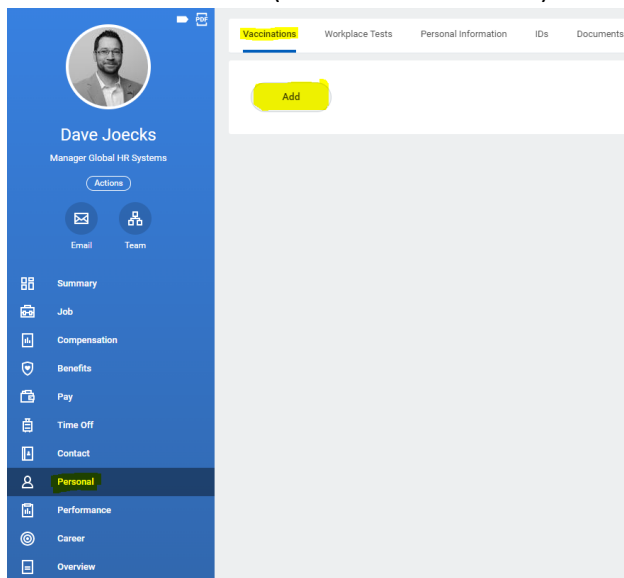 PDF
Vaccinations Workplace Tests Personal Information IDs Documents
Add
Dave Joecks
Manager Global HR Systems
Actions
Email Team
Summary
Job
Compensation
Benefits
Pay
Time Off
Contact
Personal
Performance
Career
Overview